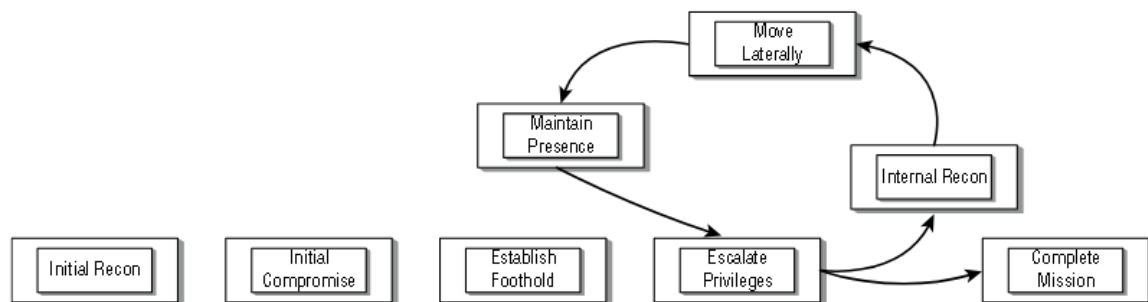 Move
Laterally
Maintain
Presence
Internal Recon
Initial Recon
Initial
Compromise
Establish
Foothold
Escalate
Privileges
Complete
Mission